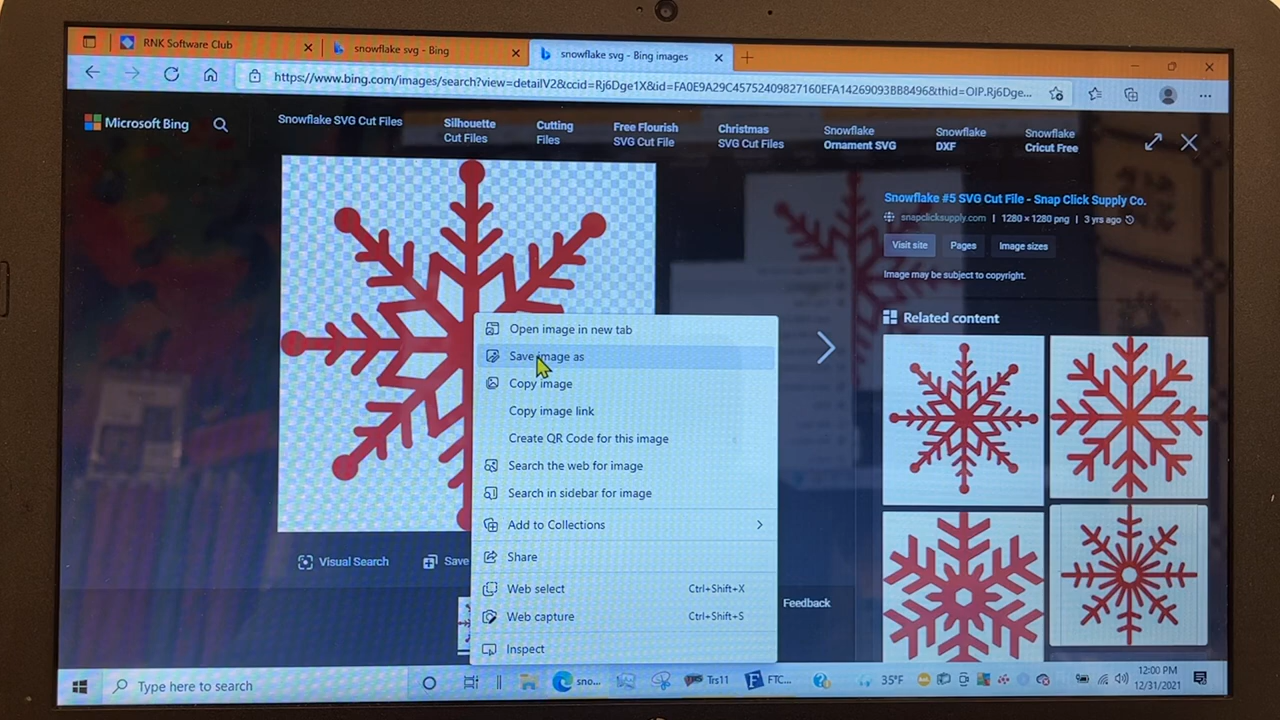 RNK Software Club
snowflake svg - Bing
snowflake svg - Bing images
https://www.bing.com/images/search?view=detailV2&ccid=Rj6Dge1X&id=FA0E9A29C45752409827160EFA14269093BB8496&thid=OIP.Rj6Dge...
Microsoft Bing
Snowflake SVG Cut Files
Silhouette
Cut Files
Cutting
Files
Free Flourish
SVG Cut File
Christmas
SVG Cut Files
Snowflake
Ornament SVG
Snowflake
DXF
Snowflake
Cricut Free
Snowflake #5 SVG Cut File - Snap Click Supply Co.
snapclicksupply.com | 1280 × 1280 png | 3 yrs ago
Visit site
Pages
Image sizes
Image may be subject to copyright.
Related content
Open image in new tab
Save image as
Copy image
Copy image link
Create QR Code for this image
Search the web for image
Search in sidebar for image
Add to Collections
Share
Web select Ctrl+Shift+X
Web capture Ctrl+Shift+S
Inspect
Visual Search
Save
Feedback
Type here to search
sno...
Trs11
FTC...
35°F
12:00 PM
12/31/2021